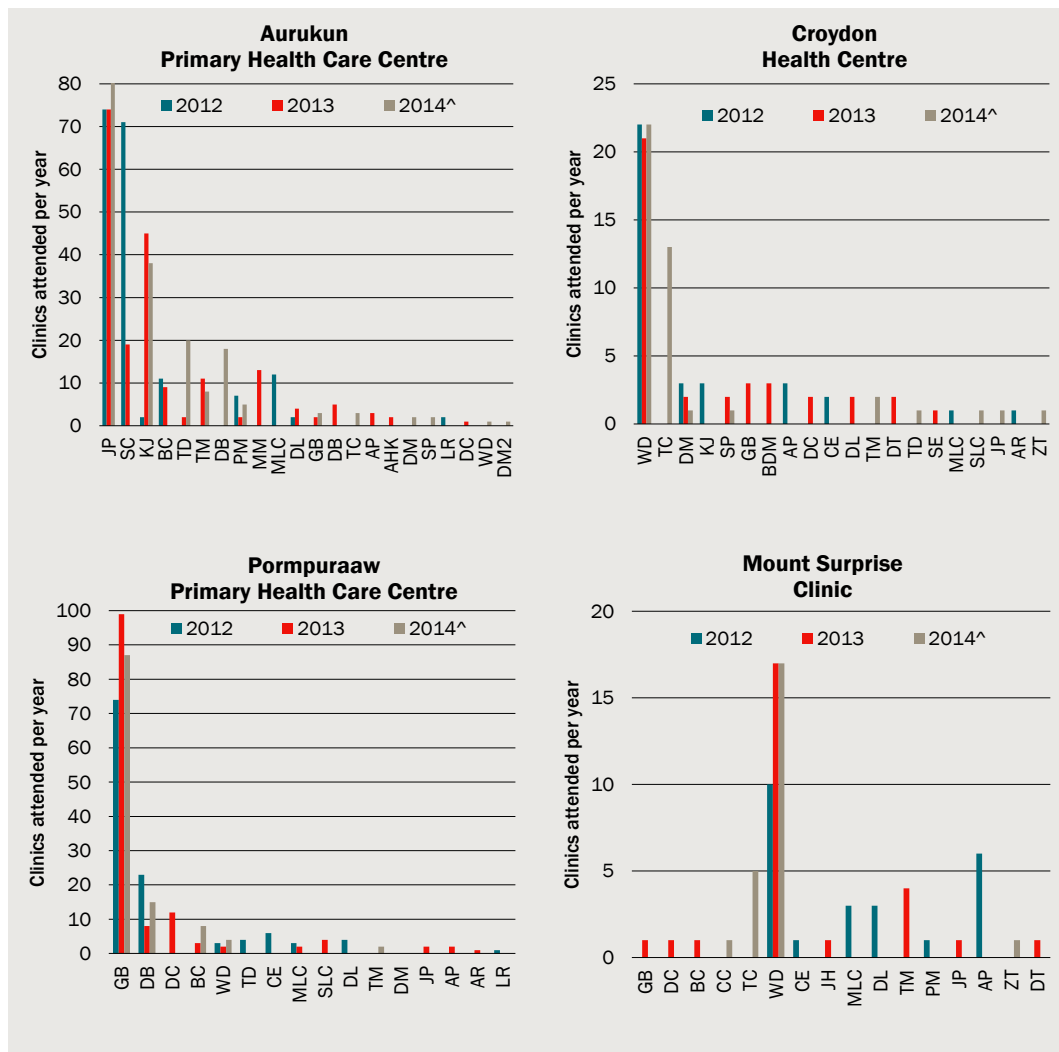 Aurukun
Primary Health Care Centre
Clinics attended per year
80
70
60
50
40
30
20
10
0
2012 2013 2014^
JP SC KJ BC TD TM DB PM MM MLC DL GB DB TC AP AHK DM SP LR DC WD DM2
Croydon
Health Centre
Clinics attended per year
25
20
15
10
5
0
2012 2013 2014^
WD TC DM KJ SP GB BDM AP DC CE DL TM DT TD SE MLC SLC JP AR ZT
Pormpuraaw
Primary Health Care Centre
Clinics attended per year
100
90
80
70
60
50
40
30
20
10
0
2012 2013 2014^
GB DB DC BC WD TD CE MLC SLC DL TM DM JP AP AR LR
Mount Surprise
Clinic
Clinics attended per year
20
15
10
5
0
2012 2013 2014^
GB DC BC CC TC WD CE JH MLC DL TM PM JP AP ZT DT